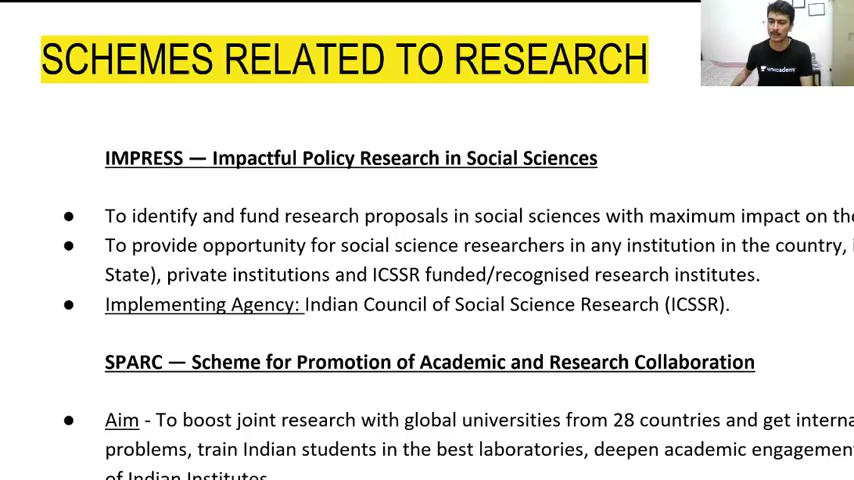 SCHEMES RELATED TO RESEARCH
unacademy
IMPRESS — Impactful Policy Research in Social Sciences
● To identify and fund research proposals in social sciences with maximum impact on the
● To provide opportunity for social science researchers in any institution in the country,
State), private institutions and ICSSR funded/recognised research institutes.
● Implementing Agency: Indian Council of Social Science Research (ICSSR).
SPARC — Scheme for Promotion of Academic and Research Collaboration
● Aim - To boost joint research with global universities from 28 countries and get
problems, train Indian students in the best laboratories, deepen academic
of Indian Institutes.